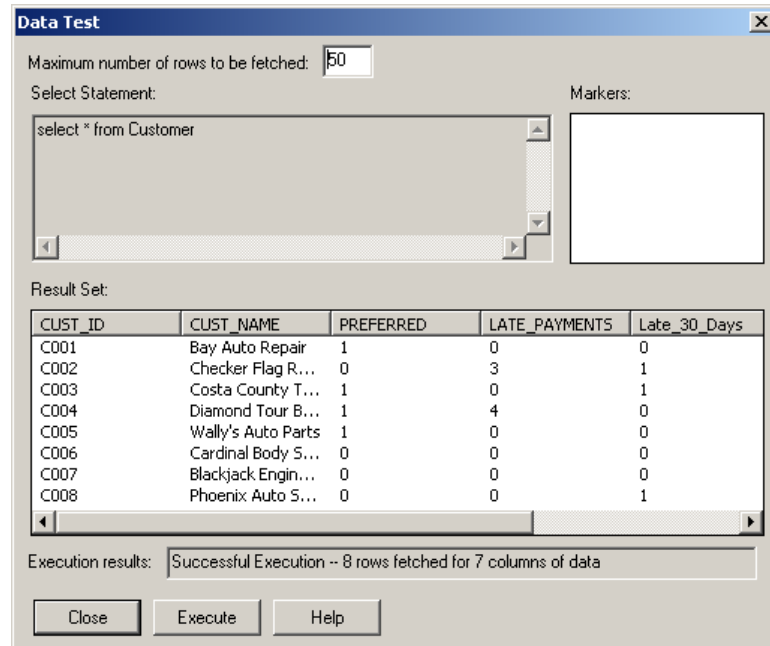 Data Test
Maximum number of rows to be fetched: 50
Select Statement: Markers:
select * from Customer
Result Set:
CUST_ID CUST_NAME PREFERRED LATE_PAYMENTS Late_30_Days
C001 Bay Auto Repair 1 0 0
C002 Checker Flag R... 0 3 1
C003 Costa County T... 1 0 1
C004 Diamond Tour B... 1 4 0
C005 Wally's Auto Parts 1 0 0
C006 Cardinal Body S... 0 0 0
C007 Blackjack Engin... 0 0 0
C008 Phoenix Auto S... 0 0 1
Execution results: Successful Execution -- 8 rows fetched for 7 columns of data
Close Execute Help